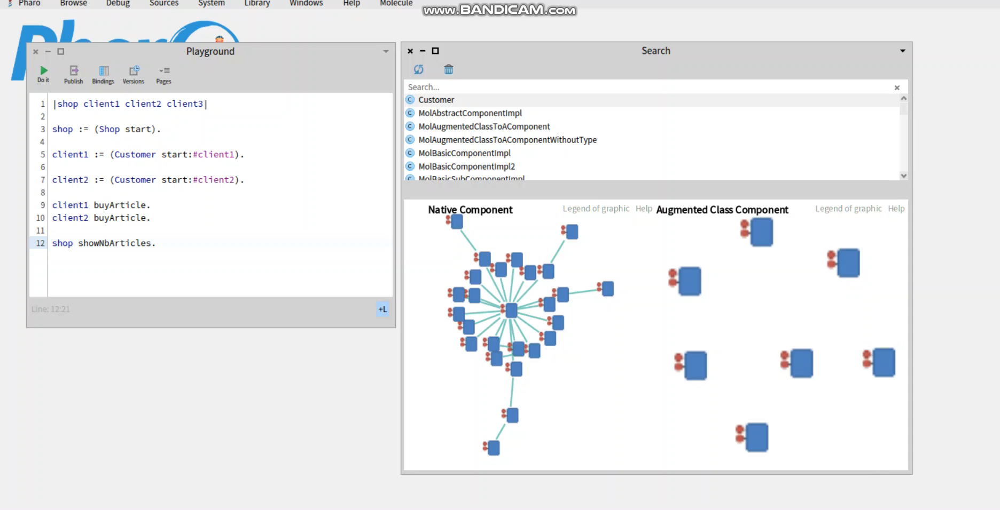 Pharo Browse Debug Sources System Library Windows Help Molecule
www.BANDICAM.com
Playground
Do it Publish Bindings Versions Pages
1 |shop client1 client2 client3|
2
3 shop := (Shop start).
4
5 client1 := (Customer start:#client1).
6
7 client2 := (Customer start:#client2).
8
9 client1 buyArticle.
10 client2 buyArticle.
11
12 shop showNbArticles.
Line: 12:21 +L
Search
Search...
Customer
MolAbstractComponentImpl
MolAugmentedClassToAComponent
MolAugmentedClassToAComponentWithoutType
MolBasicComponentImpl
MolBasicComponentImpl2
MolBasicSubComponentImpl
Native Component Legend of graphic Help
Augmented Class Component Legend of graphic Help